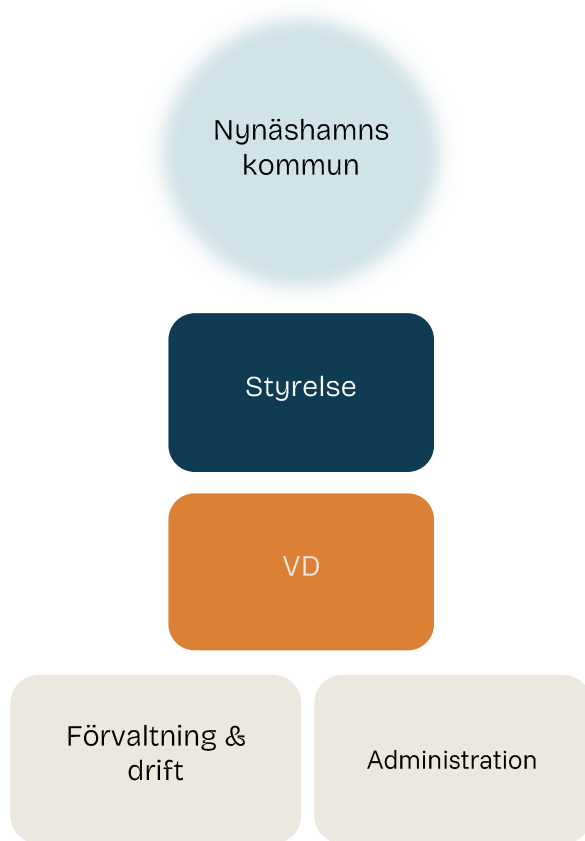 Nynäshamns
kommun
Styrelse
VD
Förvaltning &
drift
Administration